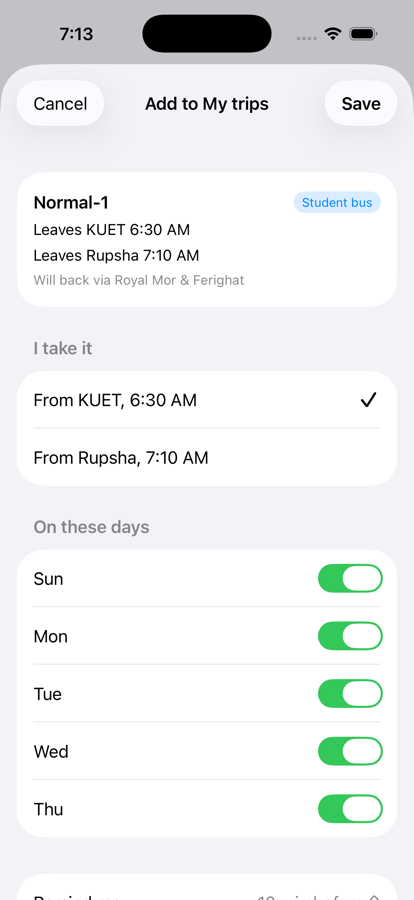 7:13
Cancel
Add to My trips
Save
Normal-1
Student bus
Leaves KUET 6:30 AM
Leaves Rupsha 7:10 AM
Will back via Royal Mor & Ferighat
I take it
From KUET, 6:30 AM
From Rupsha, 7:10 AM
On these days
Sun
Mon
Tue
Wed
Thu